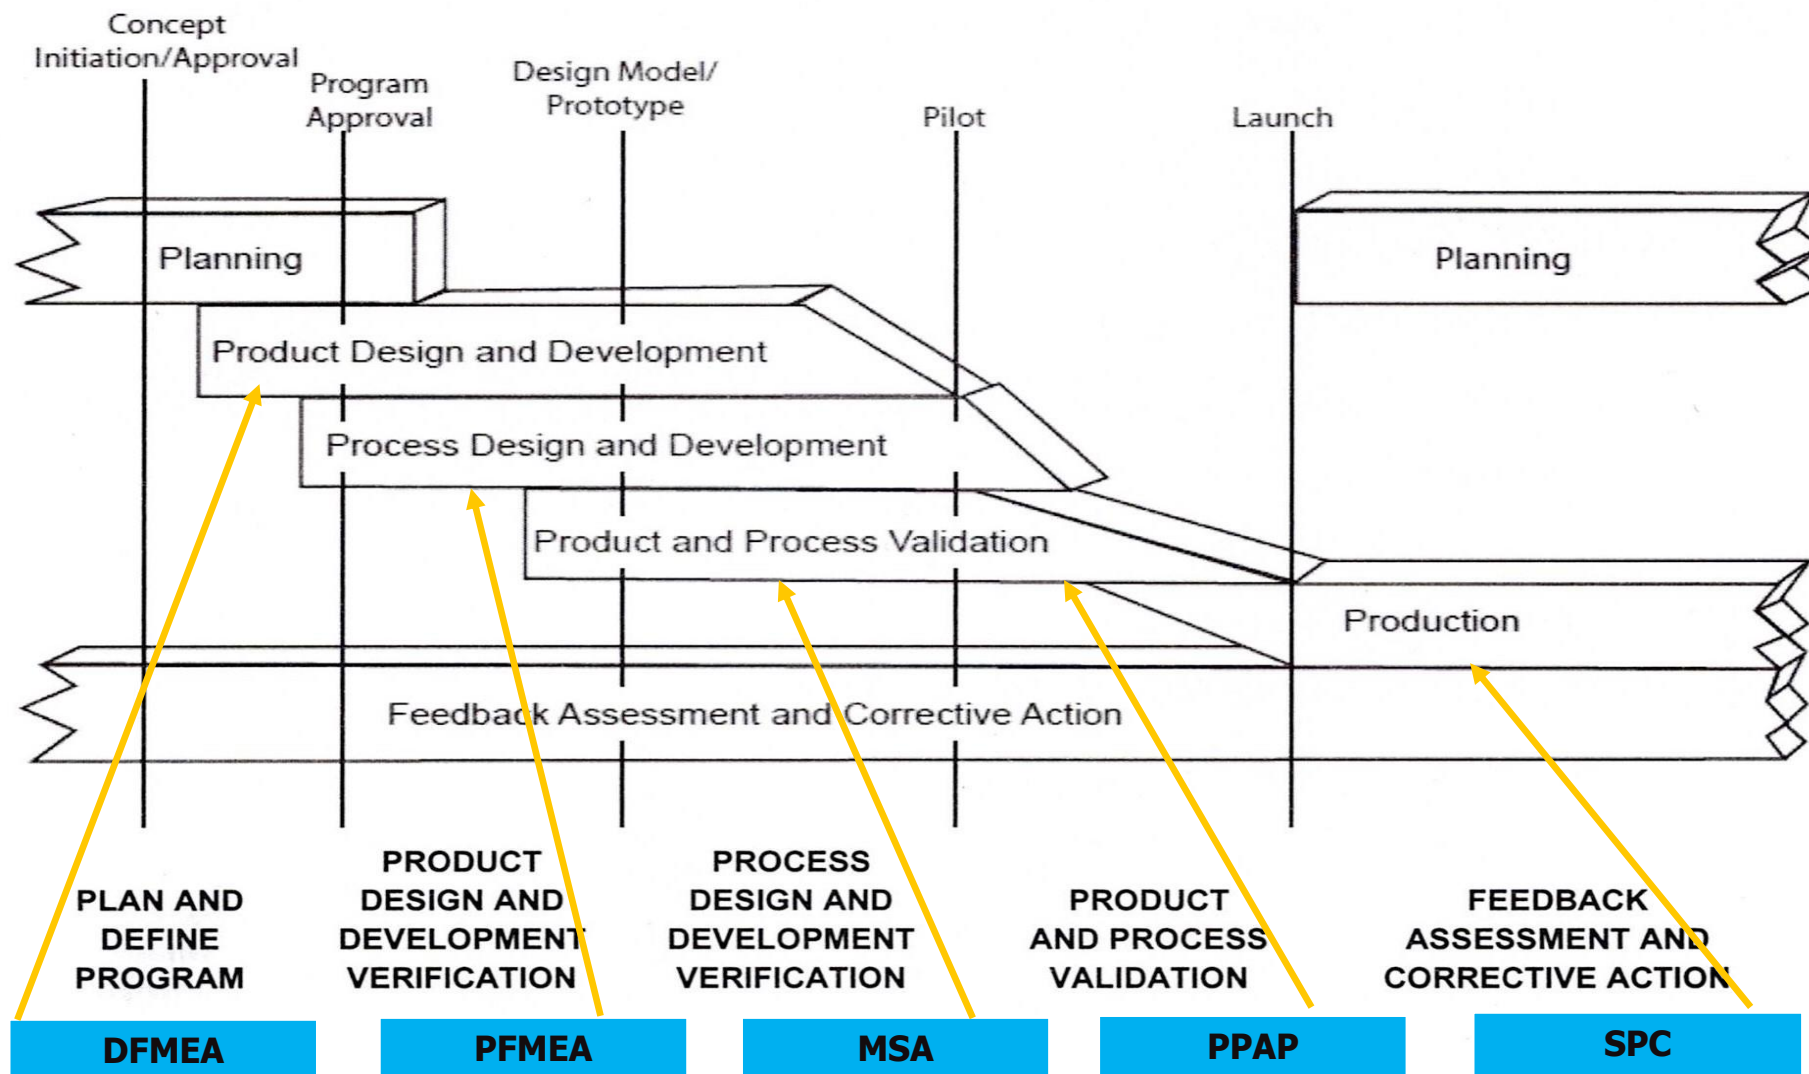 Concept
Initiation/Approval
Program
Approval
Design Model/
Prototype
Pilot
Launch
Planning
Planning
Product Design and Development
Process Design and Development
Product and Process Validation
Production
Feedback Assessment and Corrective Action
PLAN AND
DEFINE
PROGRAM
PRODUCT
DESIGN AND
DEVELOPMENT
VERIFICATION
PROCESS
DESIGN AND
DEVELOPMENT
VERIFICATION
PRODUCT
AND PROCESS
VALIDATION
FEEDBACK
ASSESSMENT AND
CORRECTIVE ACTION
DFMEA
PFMEA
MSA
PPAP
SPC